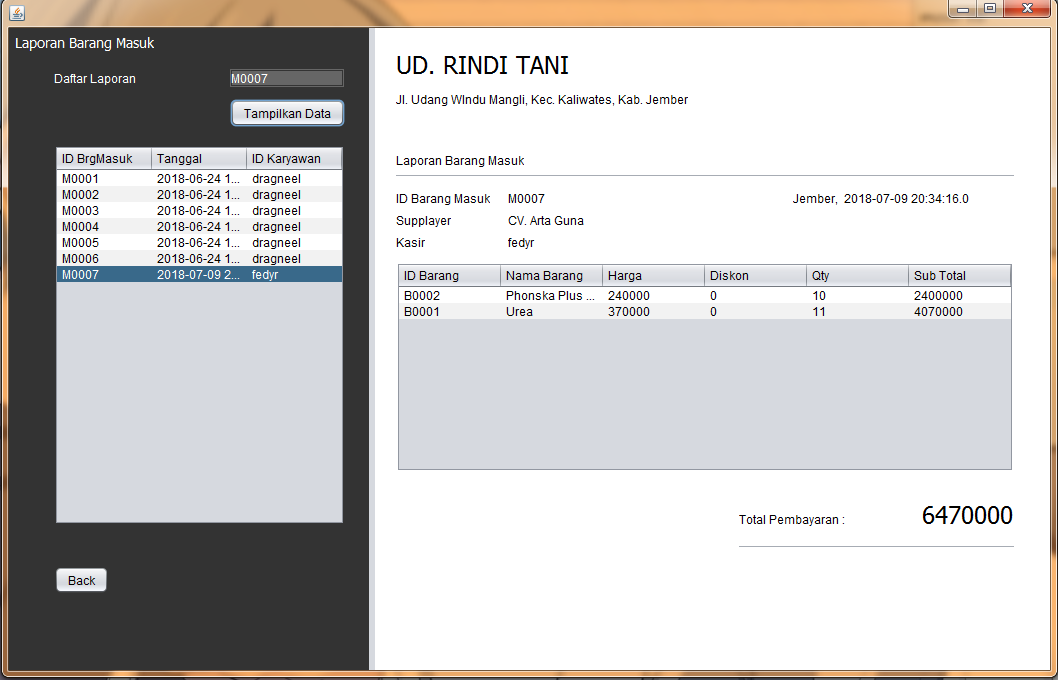 Laporan Barang Masuk
Daftar Laporan M0007
Tampilkan Data
ID BrgMasuk Tanggal ID Karyawan
M0001 2018-06-24 1... dragneel
M0002 2018-06-24 1... dragneel
M0003 2018-06-24 1... dragneel
M0004 2018-06-24 1... dragneel
M0005 2018-06-24 1... dragneel
M0006 2018-06-24 1... dragneel
M0007 2018-07-09 2... fedyr
Back
UD. RINDI TANI
Jl. Udang WIndu Mangli, Kec. Kaliwates, Kab. Jember
Laporan Barang Masuk
ID Barang Masuk M0007 Jember, 2018-07-09 20:34:16.0
Supplayer CV. Arta Guna
Kasir fedyr
ID Barang Nama Barang Harga Diskon Qty Sub Total
B0002 Phonska Plus ... 240000 0 10 2400000
B0001 Urea 370000 0 11 4070000
Total Pembayaran : 6470000